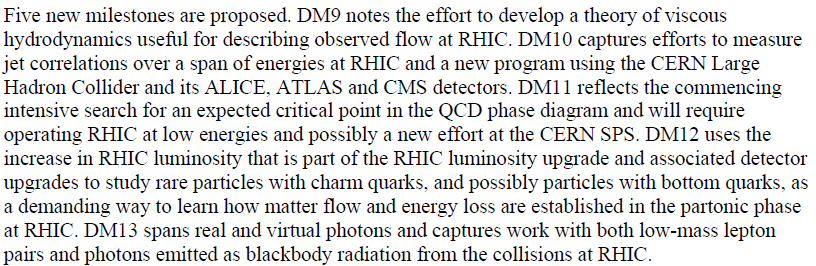 Five new milestones are proposed. DM9 notes the effort to develop a theory of viscous
hydrodynamics useful for describing observed flow at RHIC. DM10 captures efforts to measure
jet correlations over a span of energies at RHIC and a new program using the CERN Large
Hadron Collider and its ALICE, ATLAS and CMS detectors. DM11 reflects the commencing
intensive search for an expected critical point in the QCD phase diagram and will require
operating RHIC at low energies and possibly a new effort at the CERN SPS. DM12 uses the
increase in RHIC luminosity that is part of the RHIC luminosity upgrade and associated detector
upgrades to study rare particles with charm quarks, and possibly particles with bottom quarks, as
a demanding way to learn how matter flow and energy loss are established in the partonic phase
at RHIC. DM13 spans real and virtual photons and captures work with both low-mass lepton
pairs and photons emitted as blackbody radiation from the collisions at RHIC.